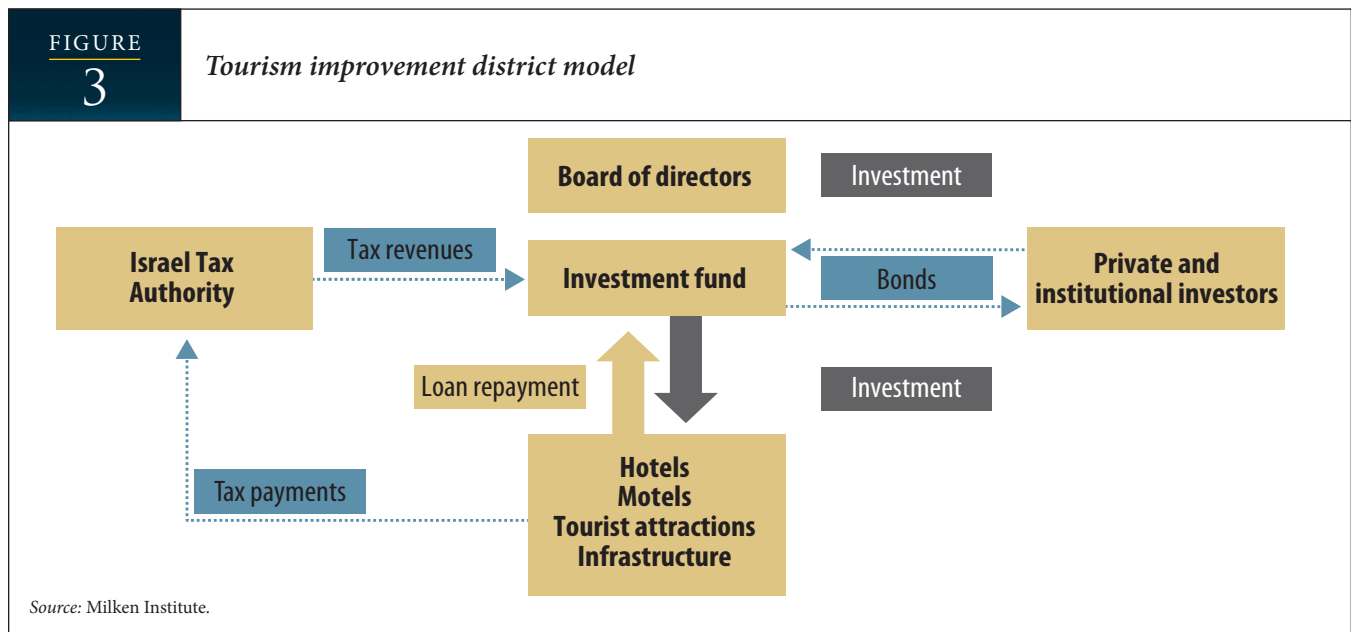 FIGURE
3
Tourism improvement district model
Board of directors
Investment
Israel Tax
Authority
Tax revenues
Investment fund
Bonds
Private and
institutional investors
Loan repayment
Investment
Tax payments
Hotels
Motels
Tourist attractions
Infrastructure
Source: Milken Institute.